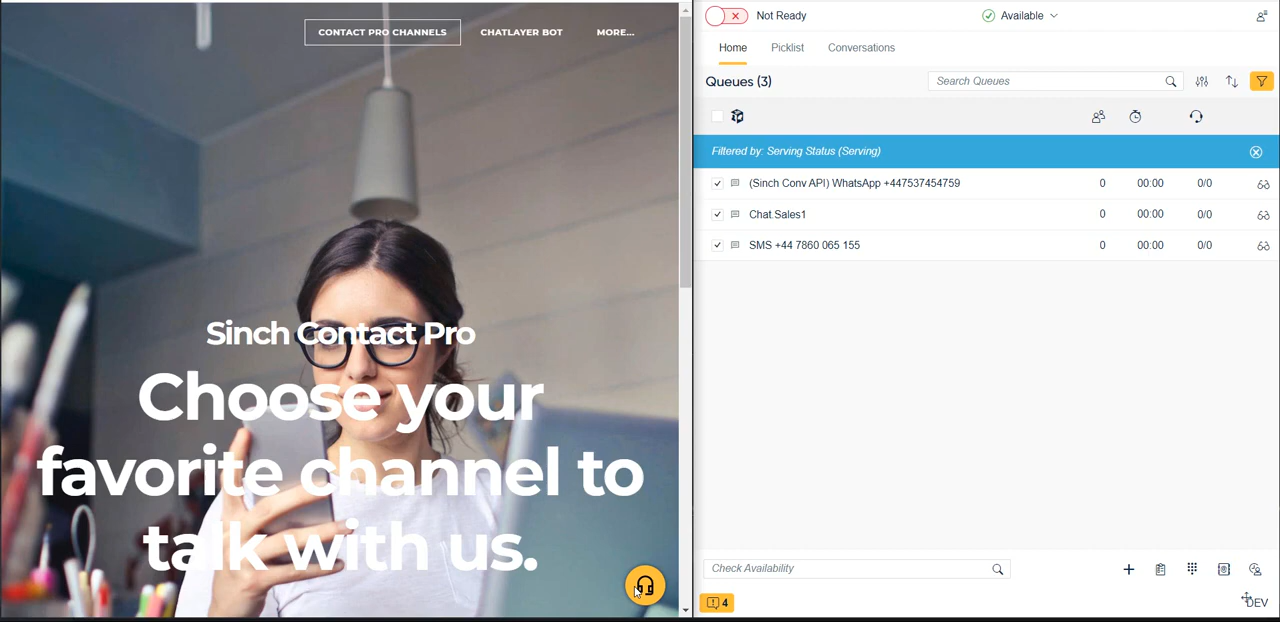 CONTACT PRO CHANNELS CHATLAYER BOT MORE...
Sinch Contact Pro
Choose your
favorite channel to
talk with us.
Not Ready Available
Home Picklist Conversations
Queues (3) Search Queues
Filtered by: Serving Status (Serving)
(Sinch Conv API) WhatsApp +447537454759 0 00:00 0/0
Chat.Sales1 0 00:00 0/0
SMS +44 7860 065 155 0 00:00 0/0
Check Availability
4 DEV